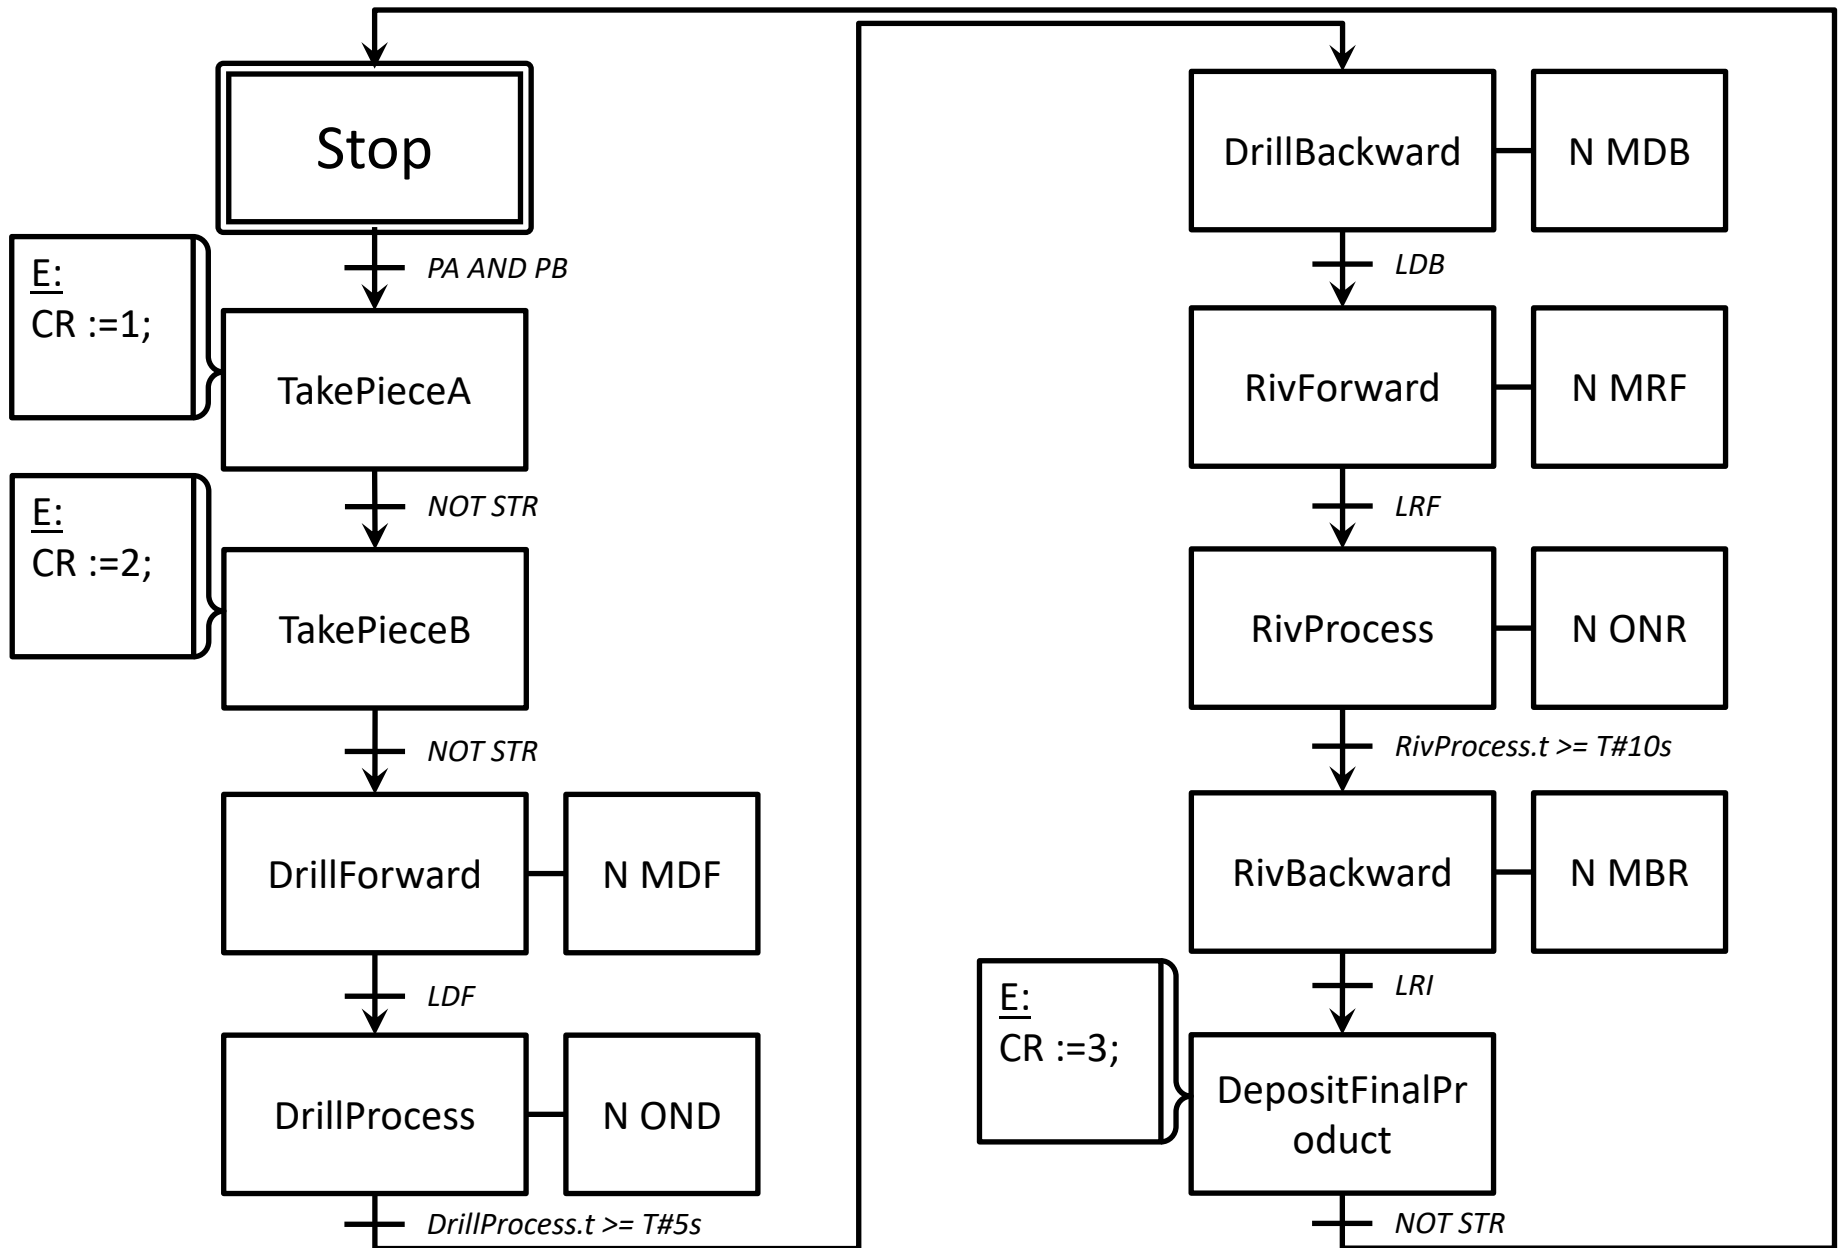 Stop
PA AND PB
E:
CR :=1;
TakePieceA
NOT STR
E:
CR :=2;
TakePieceB
NOT STR
DrillForward
N MDF
LDF
DrillProcess
N OND
DrillProcess.t >= T#5s
DrillBackward
N MDB
LDB
RivForward
N MRF
LRF
RivProcess
N ONR
RivProcess.t >= T#10s
RivBackward
N MBR
LRI
E:
CR :=3;
DepositFinalPr
oduct
NOT STR